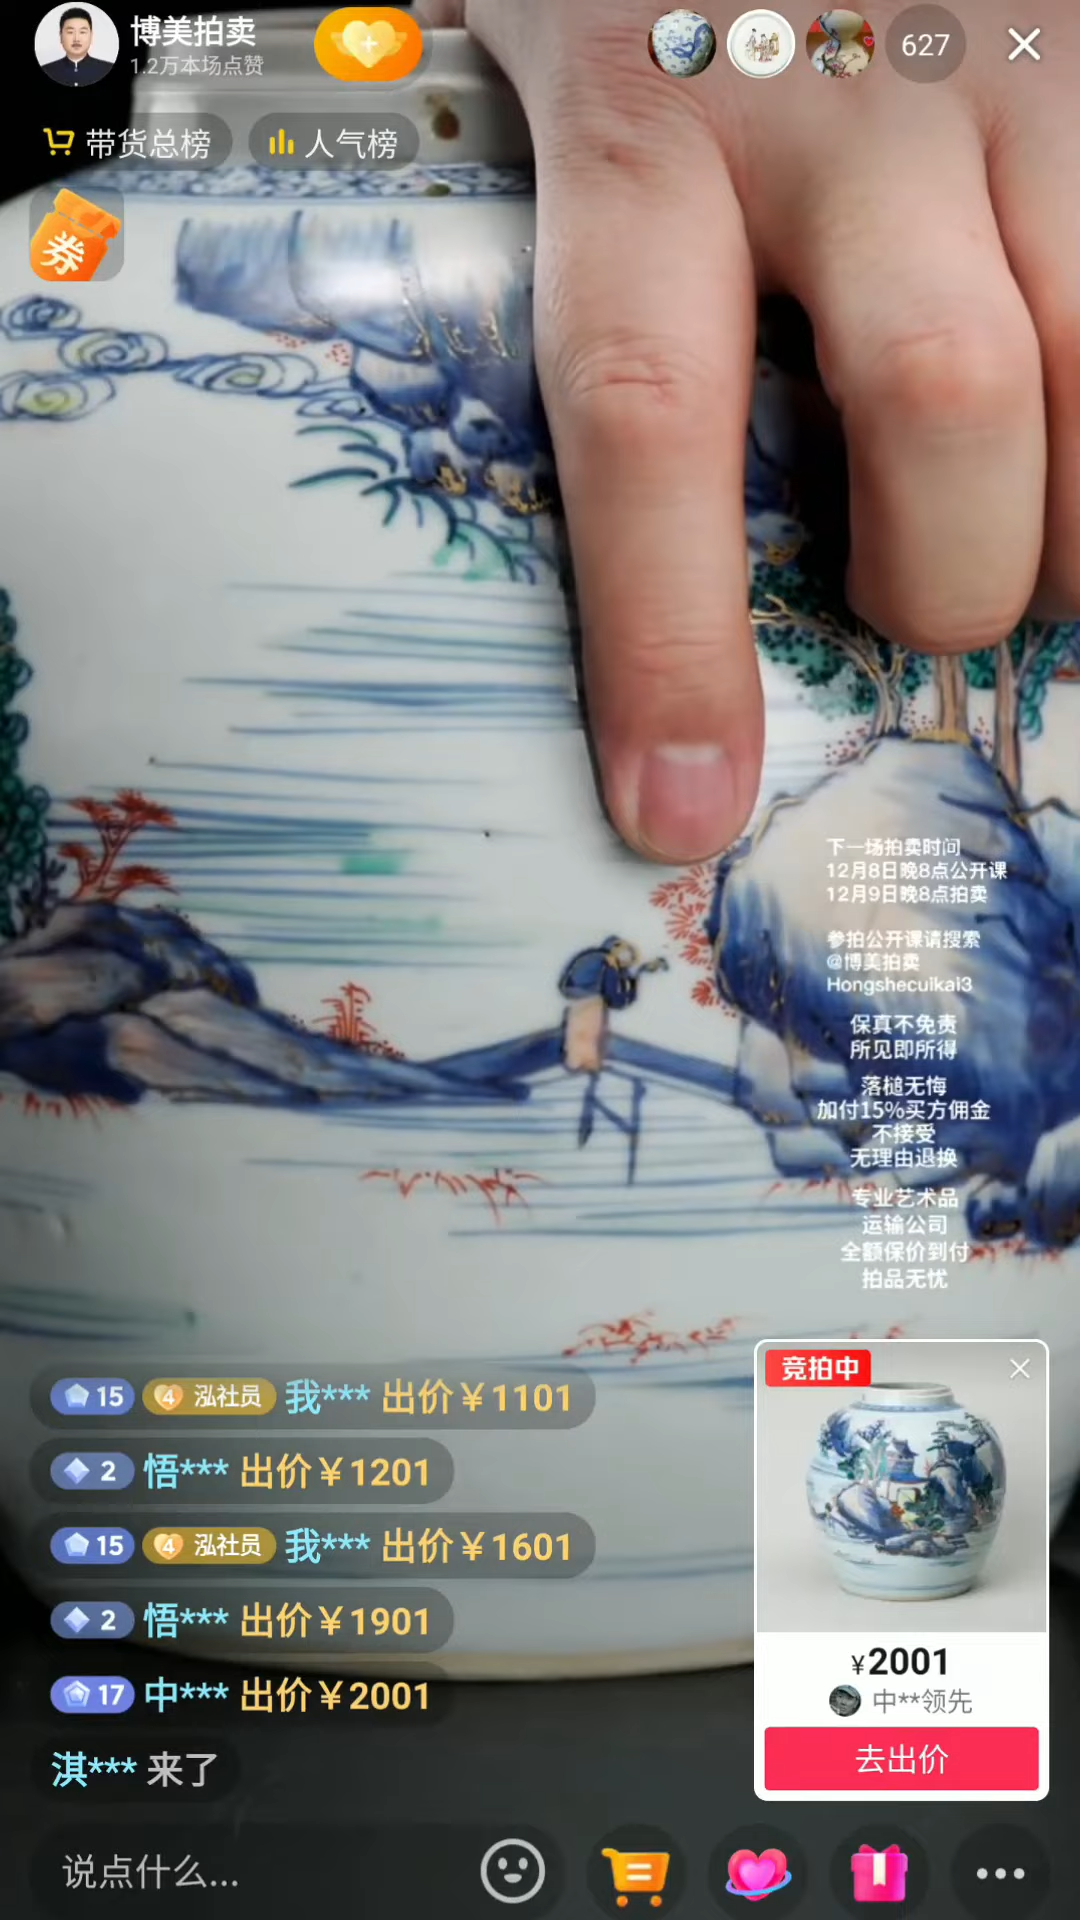 博美拍卖
1.2万本场点赞
627
带货总榜
人气榜
券
下一场拍卖时问
12月8日晚8点公开课
12月9日晚8点拍卖
参拍公开课请搜索
@博美拍卖
Hongshecuikai3
保真不免责
所见即所得
落槌无悔
加付15%买方佣金
不接受
无理由退换
专业艺术品
运输公司
全额保价到付
拍品无忧
15 4 泓社员 我*** 出价￥1101
2 悟*** 出价￥1201
15 4 泓社员 我*** 出价￥1601
2 悟*** 出价￥1901
17 中*** 出价￥2001
淇*** 来了
竞拍中
¥2001
中**领先
去出价
说点什么...